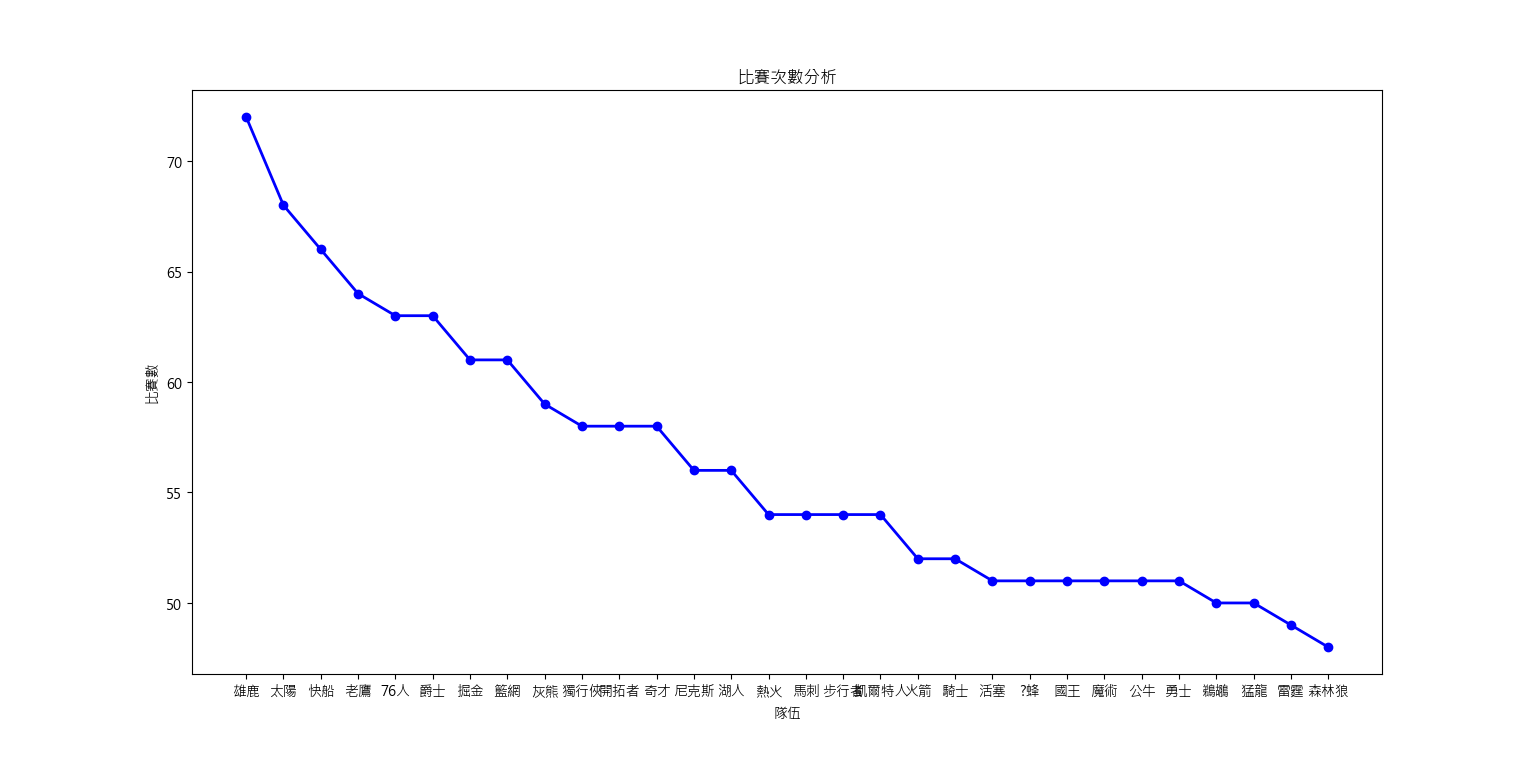 比賽次數分析
比賽數
70
65
60
55
50
雄鹿 太陽 快船 老鷹 76人 爵士 掘金 籃網 灰熊 獨行俠 開拓者 奇才 尼克斯 湖人 熱火 馬刺 步行者 凱爾特人 火箭 騎士 活塞 ?蜂 國王 魔術 公牛 勇士 鵜鶘 猛龍 雷霆 森林狼
隊伍